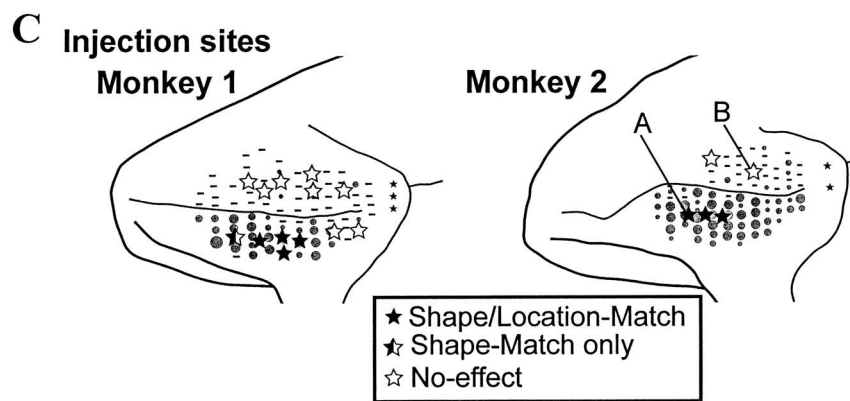 C
Injection sites
Monkey 1
Monkey 2
A
B
Shape/Location-Match
Shape-Match only
No-effect